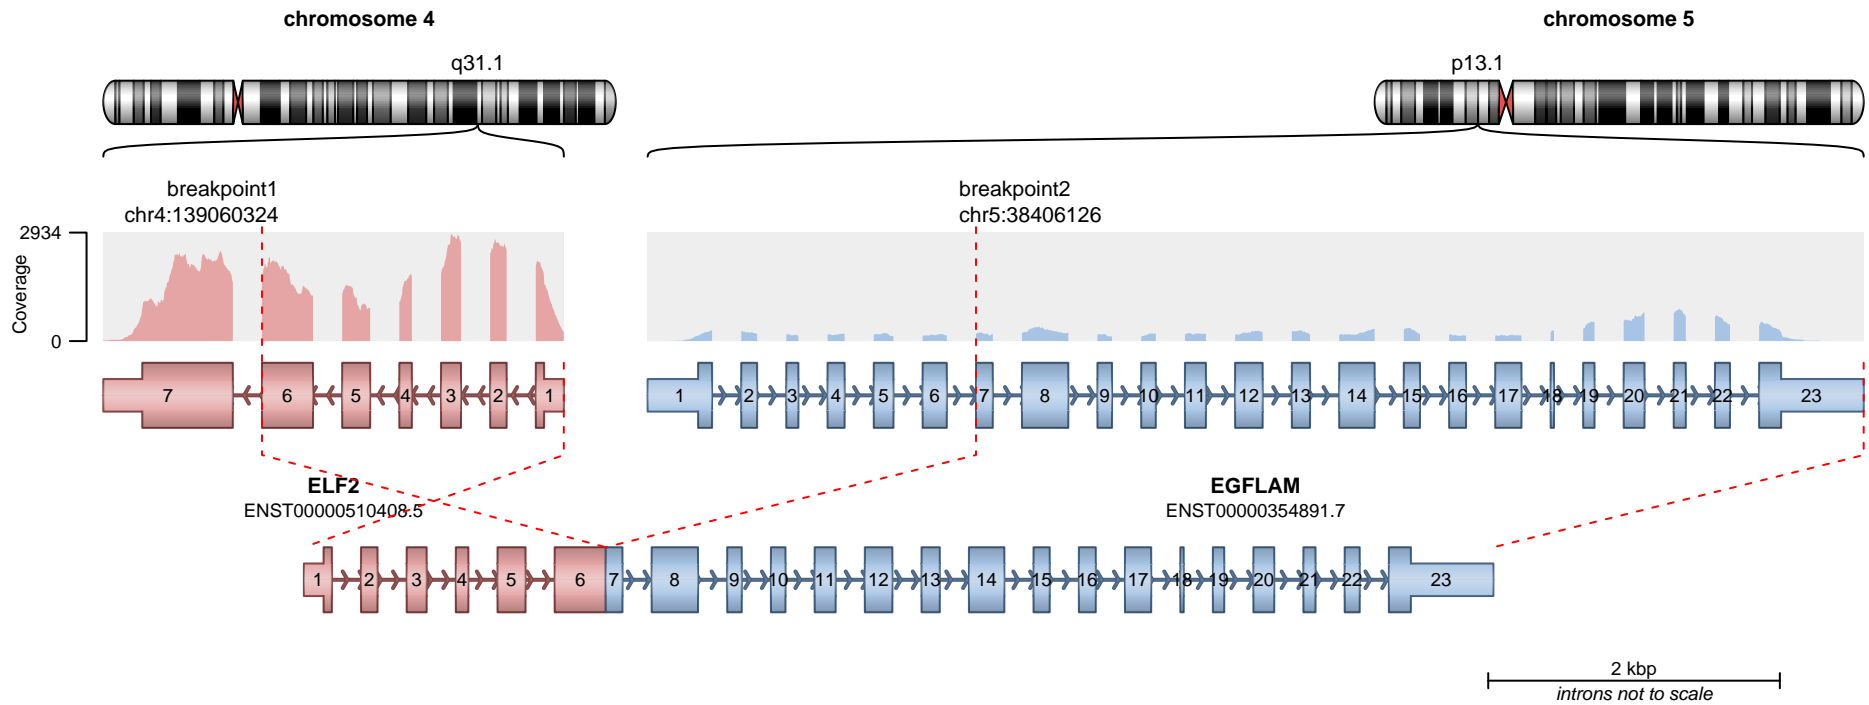 chromosome 4
chromosome 5
q31.1
p13.1
breakpoint1
chr4:139060324
breakpoint2
chr5:38406126
2934
Coverage
0
7 6 5 4 3 2 1
1 2 3 4 5 6 7 8 9 10 11 12 13 14 15 16 17 18 19 20 21 22 23
ELF2
ENST00000510408.5
EGFLAM
ENST00000354891.7
1 2 3 4 5 6 7 8 9 10 11 12 13 14 15 16 17 18 19 20 21 22 23
2 kbp
introns not to scale